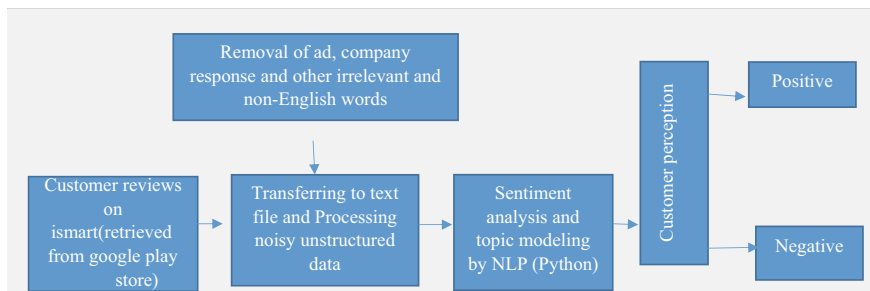 Removal of ad, company
response and other irrelevant and
non-English words
Customer reviews
on
ismart(retrieved
from google play
store)
Transferring to text
file and Processing
noisy unstructured
data
Sentiment
analysis and
topic modeling
by NLP (Python)
Customer perception
Positive
Negative